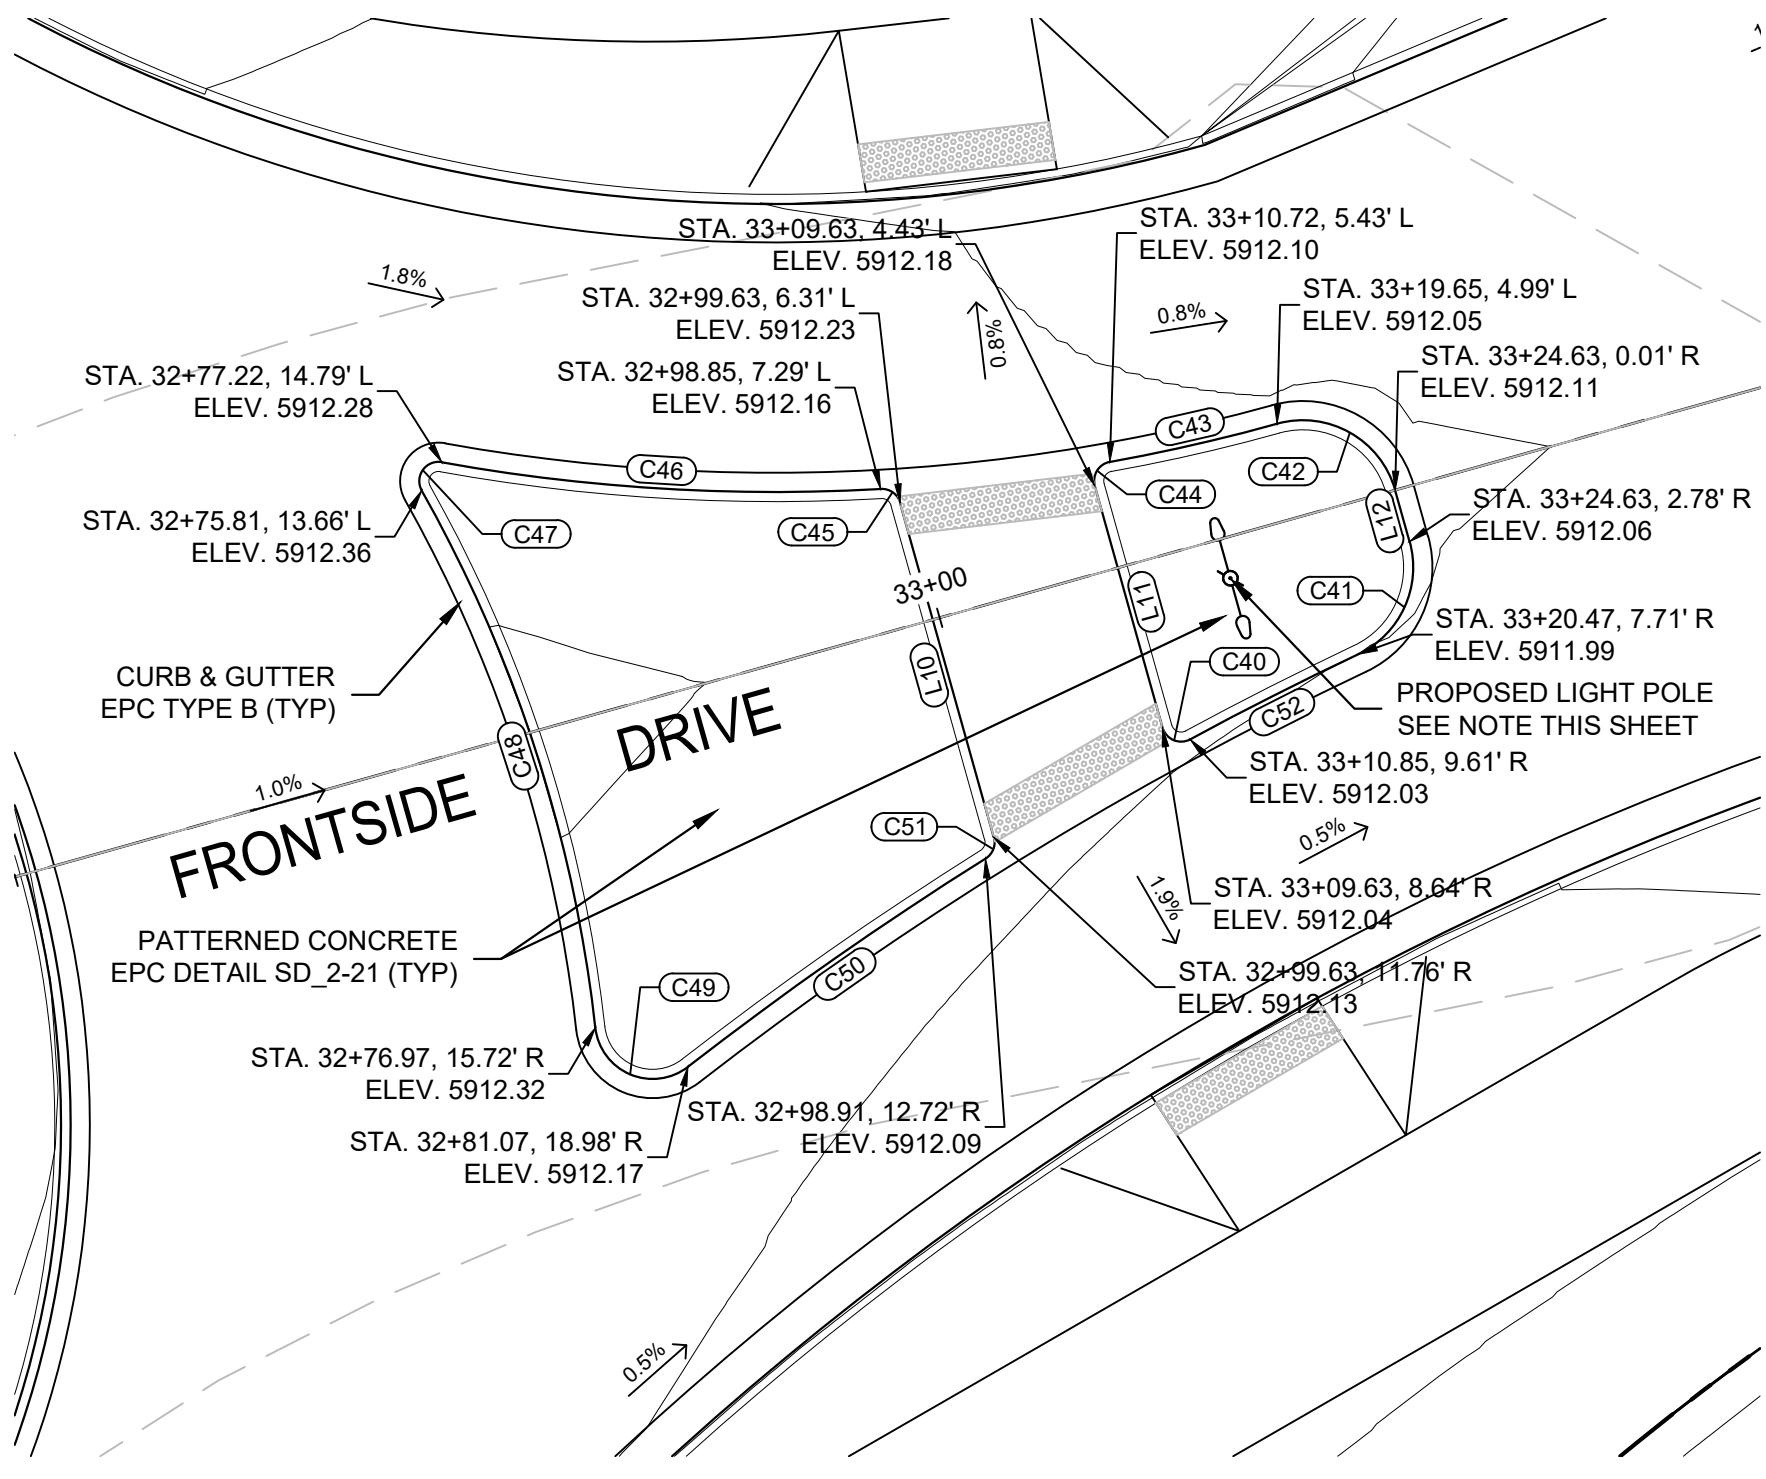 STA. 33+09.63, 4.43' L
ELEV. 5912.18
STA. 33+10.72, 5.43' L
ELEV. 5912.10
1.8%
STA. 32+99.63, 6.31' L
ELEV. 5912.23
0.8%
0.8%
STA. 33+19.65, 4.99' L
ELEV. 5912.05
STA. 32+77.22, 14.79' L
ELEV. 5912.28
STA. 32+98.85, 7.29' L
ELEV. 5912.16
STA. 33+24.63, 0.01' R
ELEV. 5912.11
C43
C46
C42
C44
C47
C45
L12
STA. 32+75.81, 13.66' L
ELEV. 5912.36
STA. 33+24.63, 2.78' R
ELEV. 5912.06
33+00
L11
C41
STA. 33+20.47, 7.71' R
ELEV. 5911.99
CURB & GUTTER
EPC TYPE B (TYP)
L10
C40
PROPOSED LIGHT POLE
SEE NOTE THIS SHEET
C52
C48
FRONTSIDE DRIVE
1.0%
STA. 33+10.85, 9.61' R
ELEV. 5912.03
C51
0.5%
1.9%
STA. 33+09.63, 8.64' R
ELEV. 5912.04
PATTERNED CONCRETE
EPC DETAIL SD_2-21 (TYP)
C50
C49
STA. 32+99.63, 11.76' R
ELEV. 5912.13
STA. 32+76.97, 15.72' R
ELEV. 5912.32
STA. 32+98.91, 12.72' R
ELEV. 5912.09
STA. 32+81.07, 18.98' R
ELEV. 5912.17
0.5%